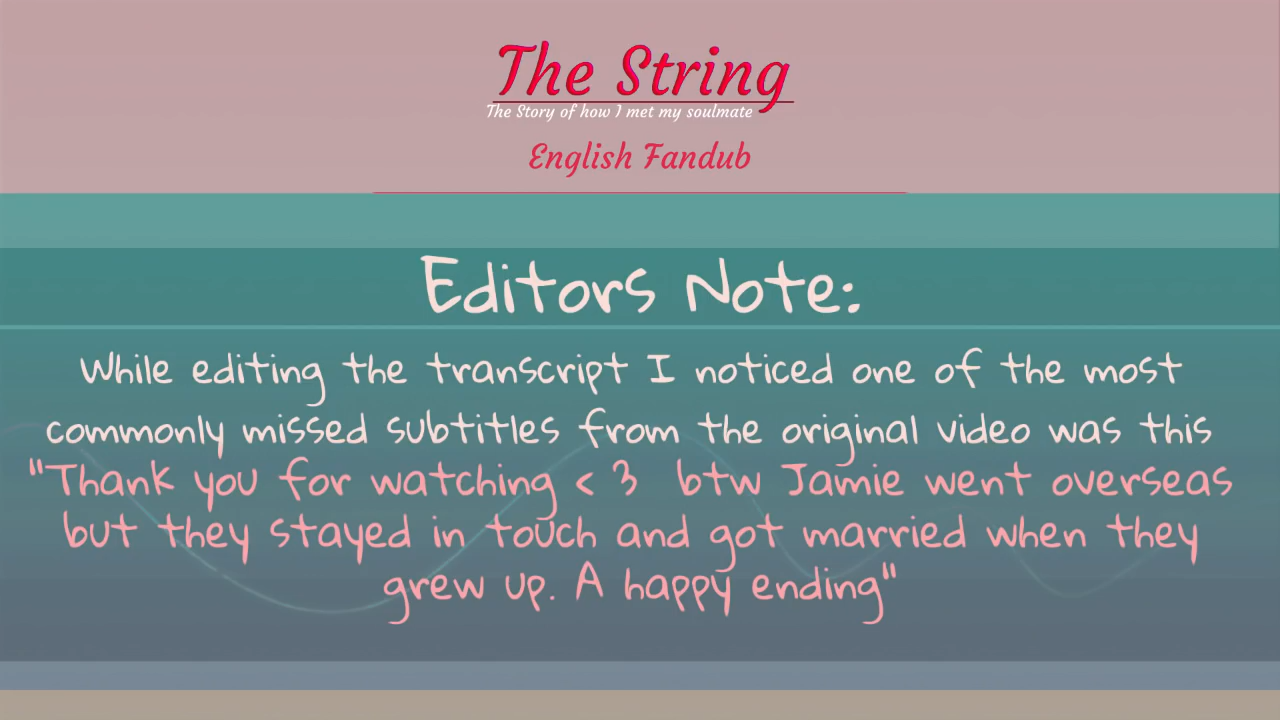 The String
The Story of how I met my soulmate
English Fandub
Editors Note:
While editing the transcript I noticed one of the most
commonly missed subtitles from the original video was this
"Thank you for watching < 3 btw Jamie went overseas
but they stayed in touch and got married when they
grew up. A happy ending"